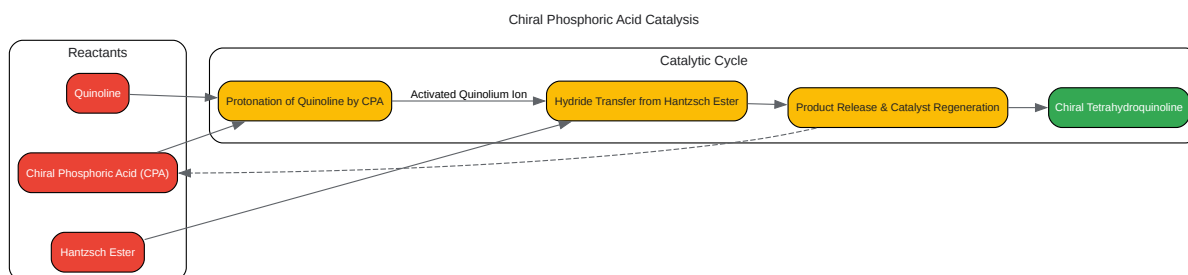 Chiral Phosphoric Acid Catalysis
Reactants
Catalytic Cycle
Quinoline
Protonation of Quinoline by CPA
Activated Quinolium Ion
Hydride Transfer from Hantzsch Ester
Product Release & Catalyst Regeneration
Chiral Tetrahydroquinoline
Chiral Phosphoric Acid (CPA)
Hantzsch Ester